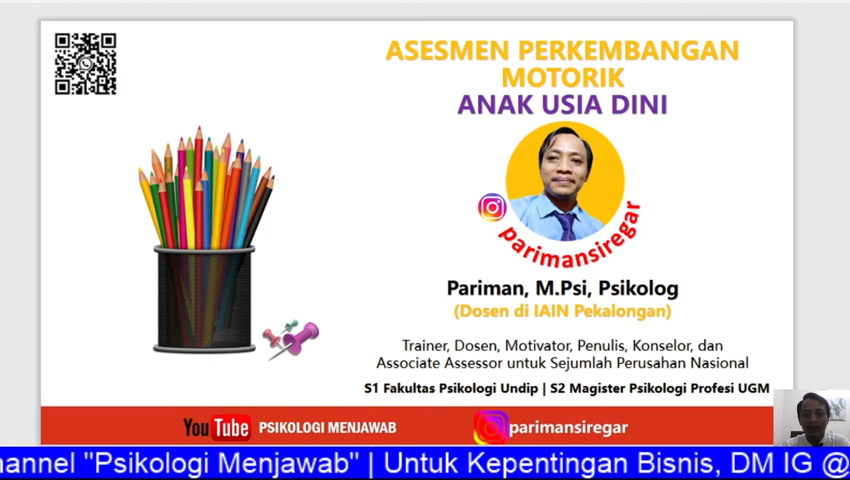 ASESMEN PERKEMBANGAN
MOTORIK
ANAK USIA DINI
parimansiregar
Pariman, M.Psi, Psikolog
(Dosen di IAIN Pekalongan)
Trainer, Dosen, Motivator, Penulis, Konselor, dan
Associate Assessor untuk Sejumlah Perusahan Nasional
S1 Fakultas Psikologi Undip | S2 Magister Psikologi Profesi UGM
YouTube PSIKOLOGI MENJAWAB
parimansiregar
hannel "Psikologi Menjawab" | Untuk Kepentingan Bisnis, DM IG @